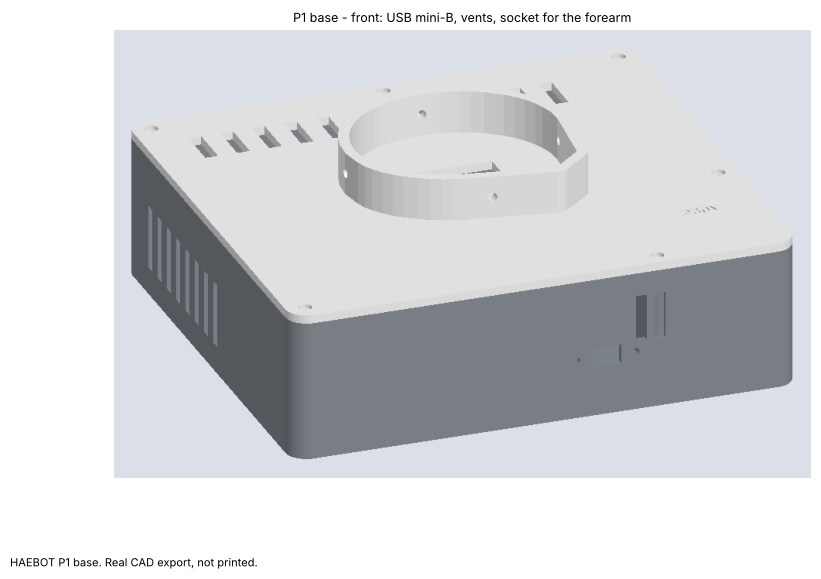 P1 base - front: USB mini-B, vents, socket for the forearm
HAEBOT P1 base. Real CAD export, not printed.